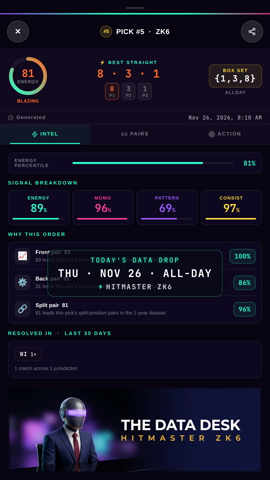 #5 PICK #5 · ZK6
81
ENERGY
BLAZING
⚡ BEST STRAIGHT
8 · 3 · 1
8 3 1
P1 P2 P3
BOX SET
{1,3,8}
ALLDAY
Generated Nov 26, 2026, 8:10 AM
INTEL PAIRS ACTION
ENERGY PERCENTILE 81%
SIGNAL BREAKDOWN
ENERGY MOMO PATTERN CONSIST
89% 96% 69% 97%
WHY THIS ORDER
Front pair
100%
TODAY'S DATA DROP
THU · NOV 26 · ALL-DAY
HITMASTER ZK6
86%
Split pair 81
61 leads this pick's split-position pairs in the 1-year dataset
96%
RESOLVED IN · LAST 30 DAYS
WI 1×
1 match across 1 jurisdiction
THE DATA DESK
HITMASTER ZK6